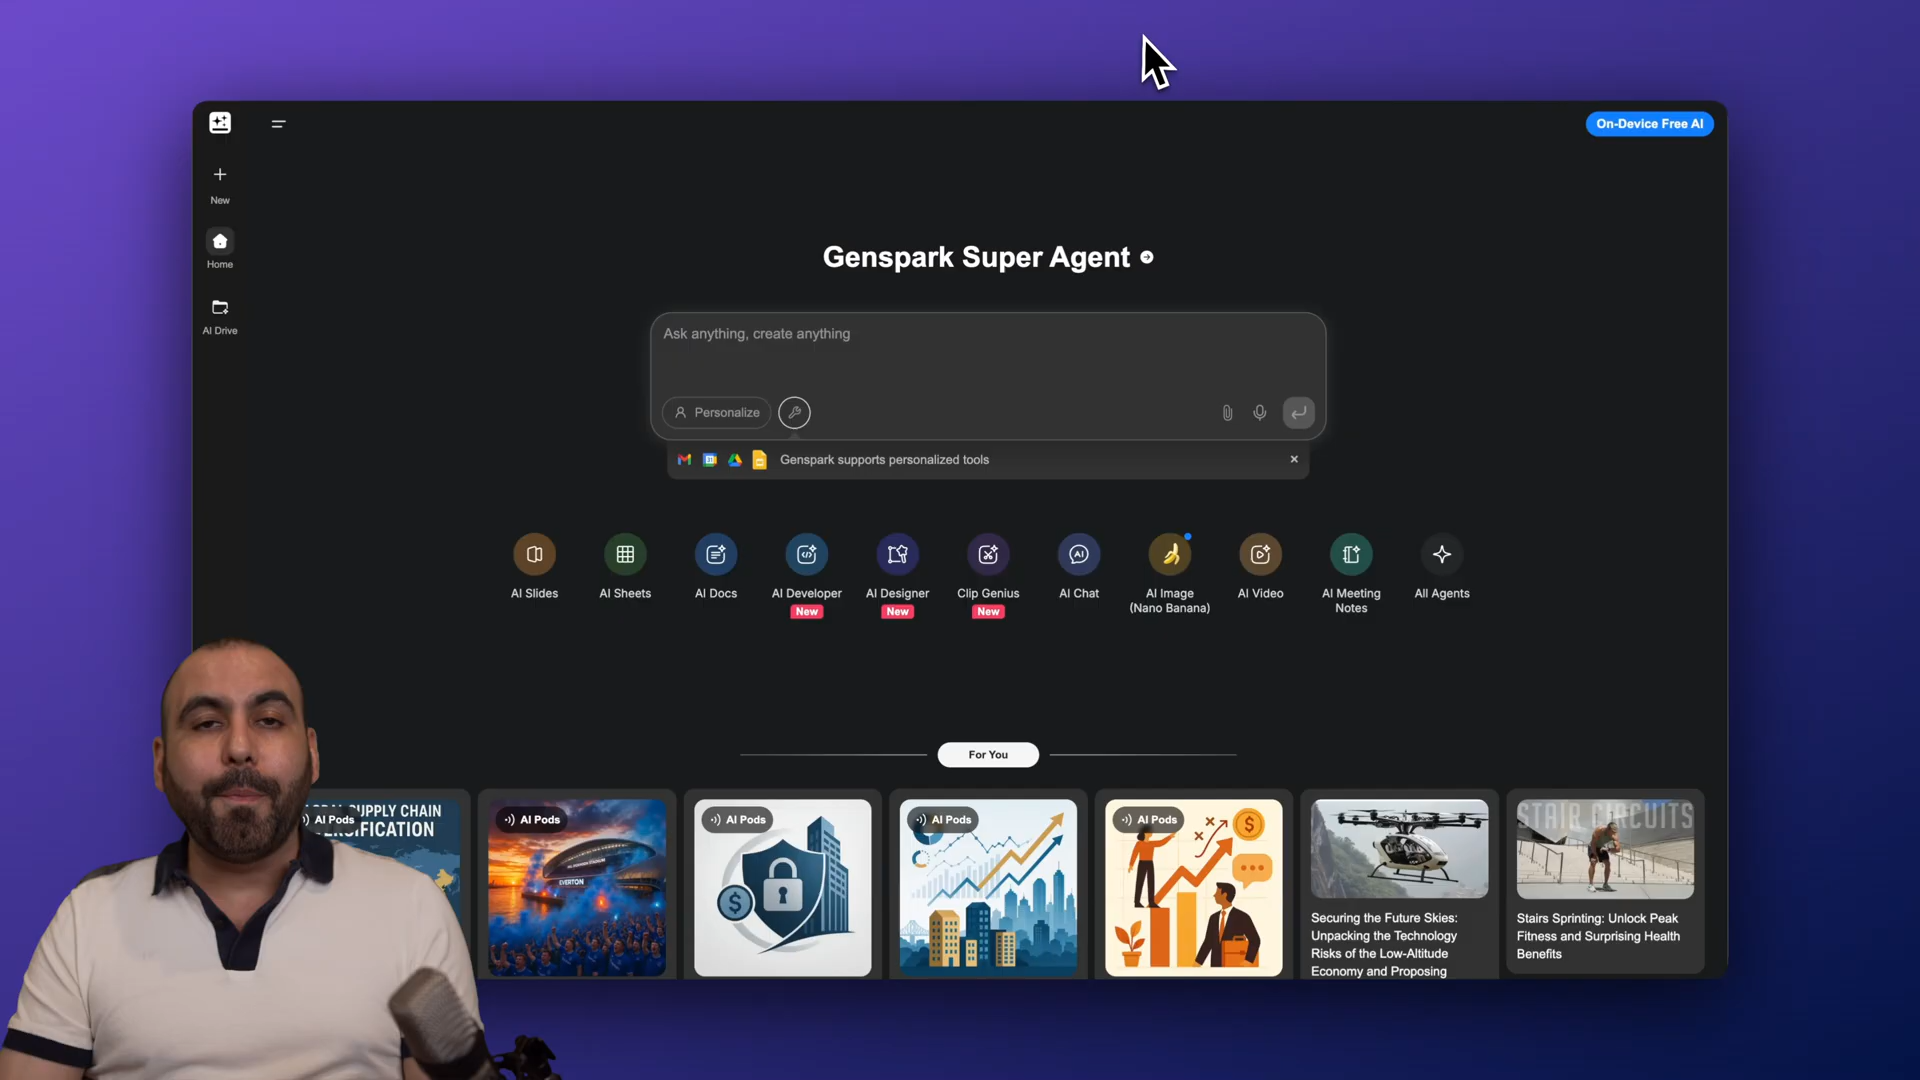 On-Device Free AI
New
Home
AI Drive
Genspark Super Agent
Ask anything, create anything
Personalize
Genspark supports personalized tools
AI Slides
AI Sheets
AI Docs
AI Developer
New
AI Designer
New
Clip Genius
New
AI Chat
AI Image
(Nano Banana)
AI Video
AI Meeting
Notes
All Agents
For You
SUPPLY CHAIN
AI Pods
AI Pods
EVERTON
AI Pods
AI Pods
AI Pods
STAIR CIRCUITS
Securing the Future Skies:
Unpacking the Technology
Risks of the Low-Altitude
Economy and Proposing
Stairs Sprinting: Unlock Peak
Fitness and Surprising Health
Benefits